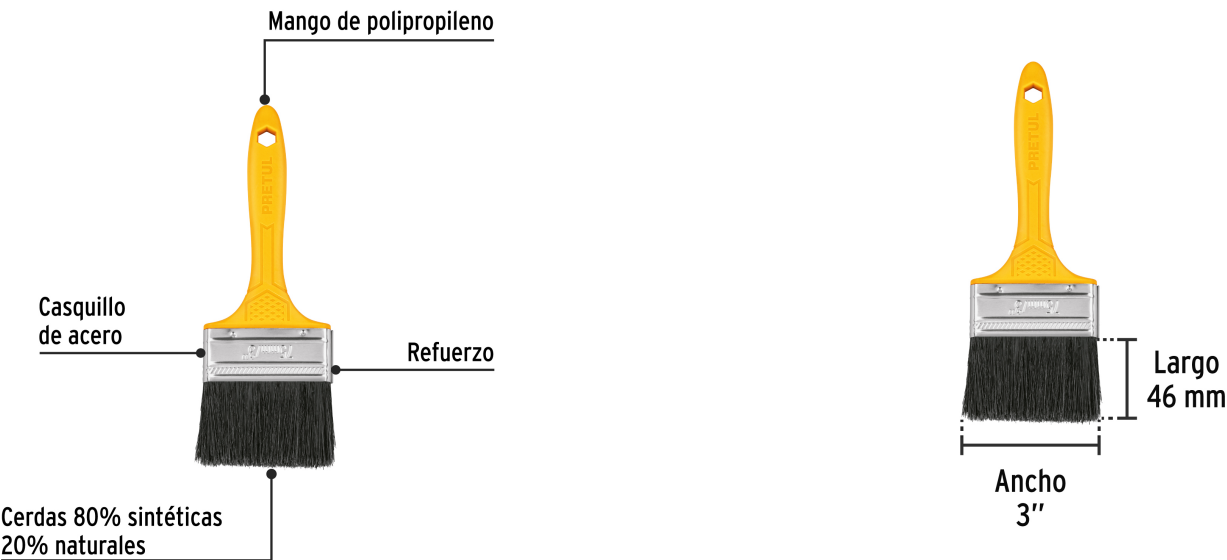 Mango de polipropileno
PRETUL
Casquillo
de acero
Refuerzo
Cerdas 80% sintéticas
20% naturales
PRETUL
Largo
46 mm
Ancho
3’’